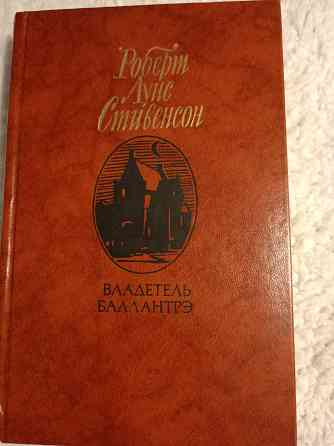 Роберт
Луис
Стивенсон
ВЛАДЕТЕЛЬ
БАЛЛАНТРЭ